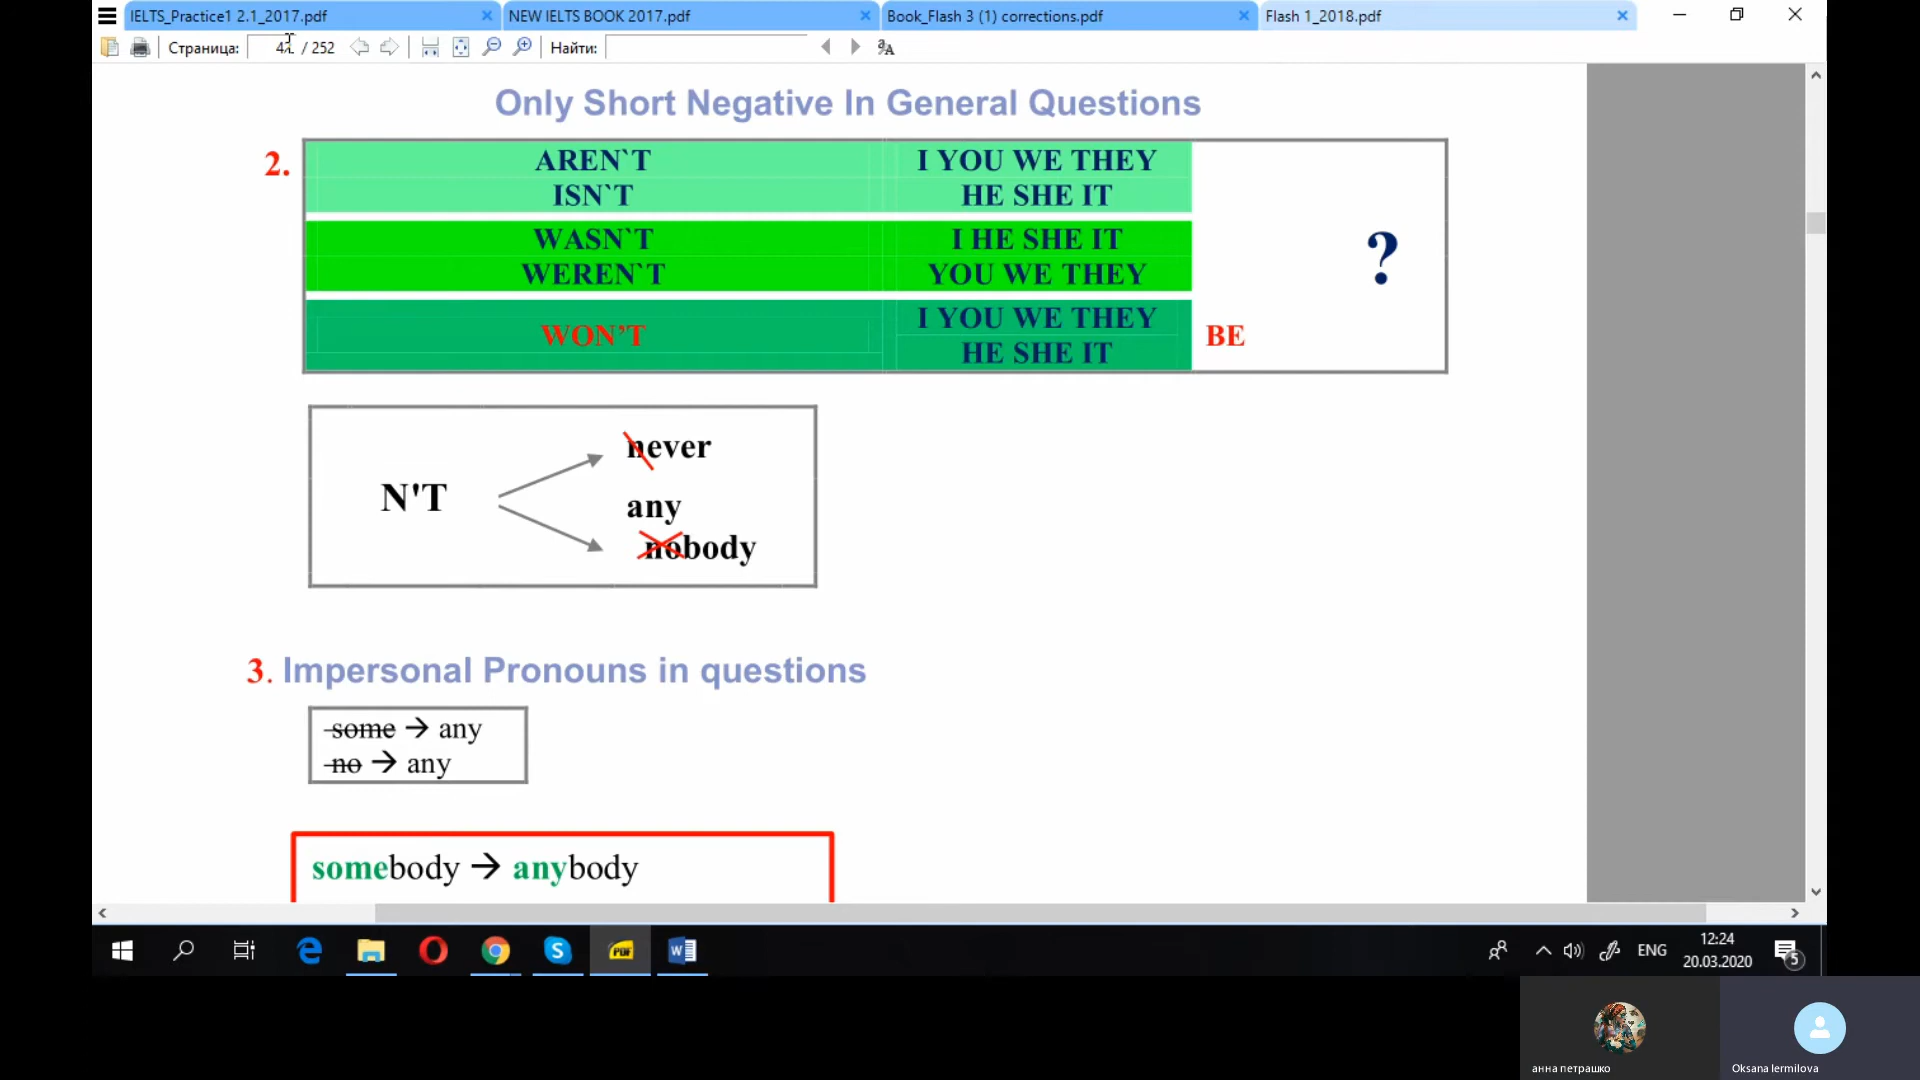 IELTS_Practice1 2.1_2017.pdf
NEW IELTS BOOK 2017.pdf
Book_Flash 3 (1) corrections.pdf
Flash 1_2018.pdf
Страница:
/ 252
Найти:
Only Short Negative In General Questions
2.
AREN`T I YOU WE THEY
ISN`T HE SHE IT
WASN`T I HE SHE IT
WEREN`T YOU WE THEY
?
WON’T I YOU WE THEY BE
HE SHE IT
never
N'T
any
nobody
3. Impersonal Pronouns in questions
some → any
no → any
somebody → anybody
PDF
ENG
12:24
20.03.2020
5
анна петрашко
Oksana Iermilova